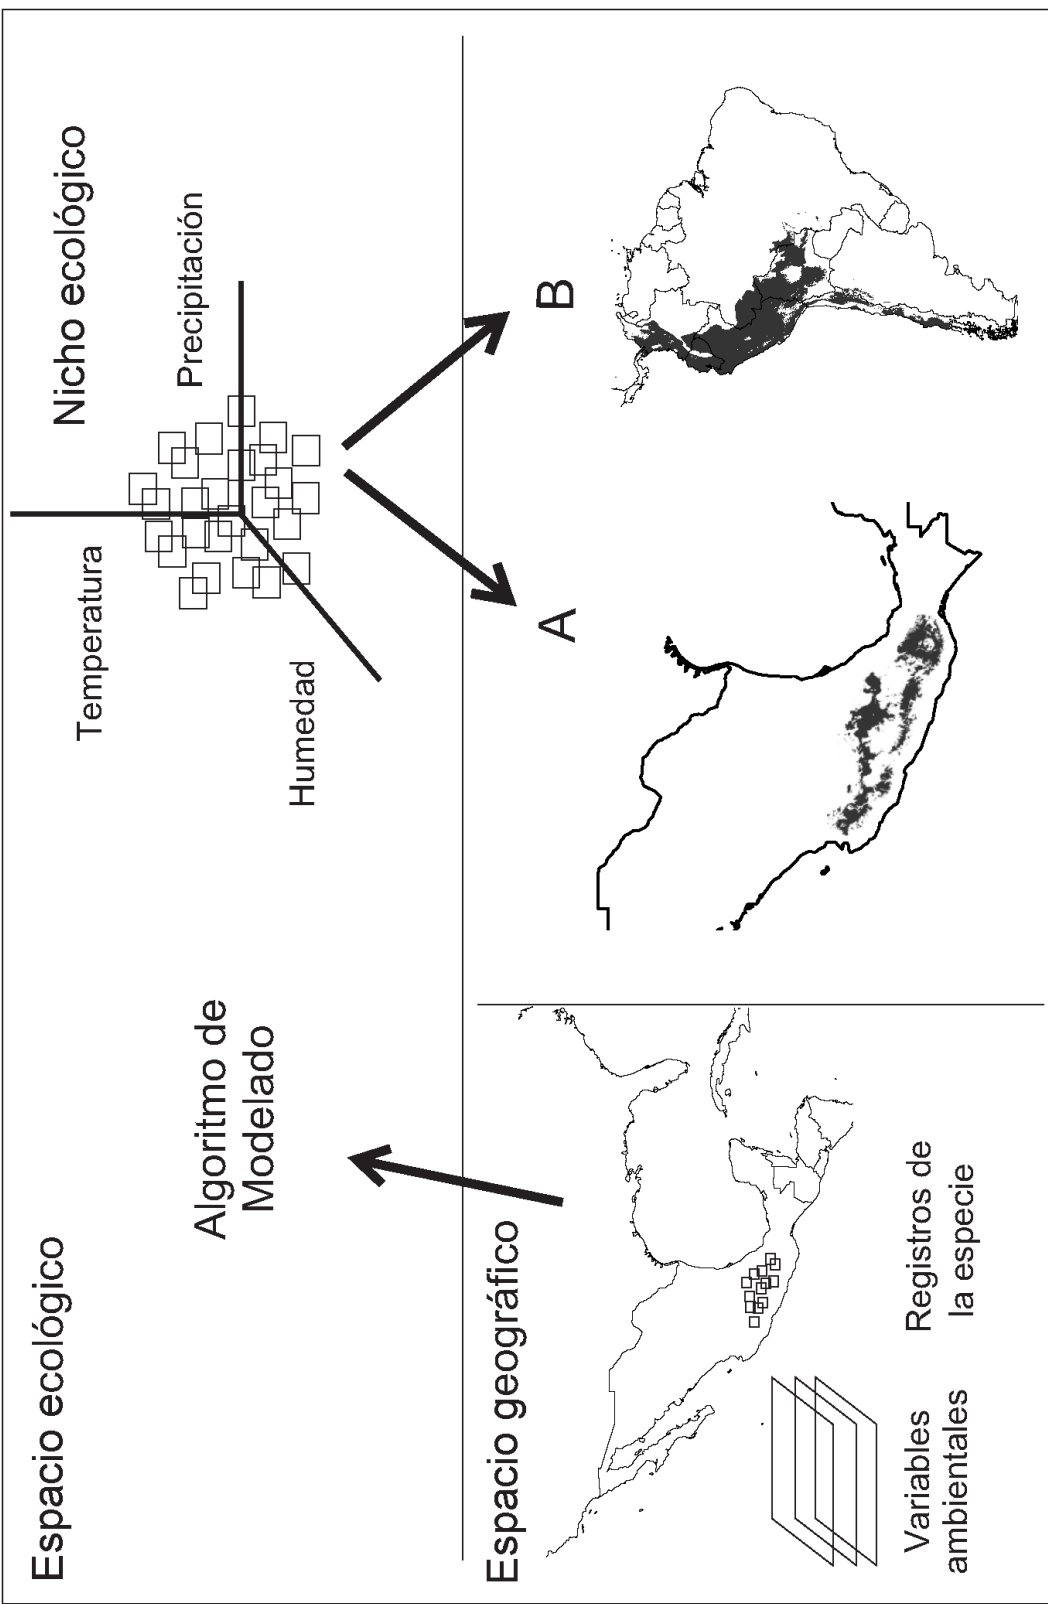 Espacio ecológico
Algoritmo de
Modelado
Nicho ecológico
Temperatura
Precipitación
Humedad
Espacio geográfico
Variables
ambientales
Registros de
la especie
A
B